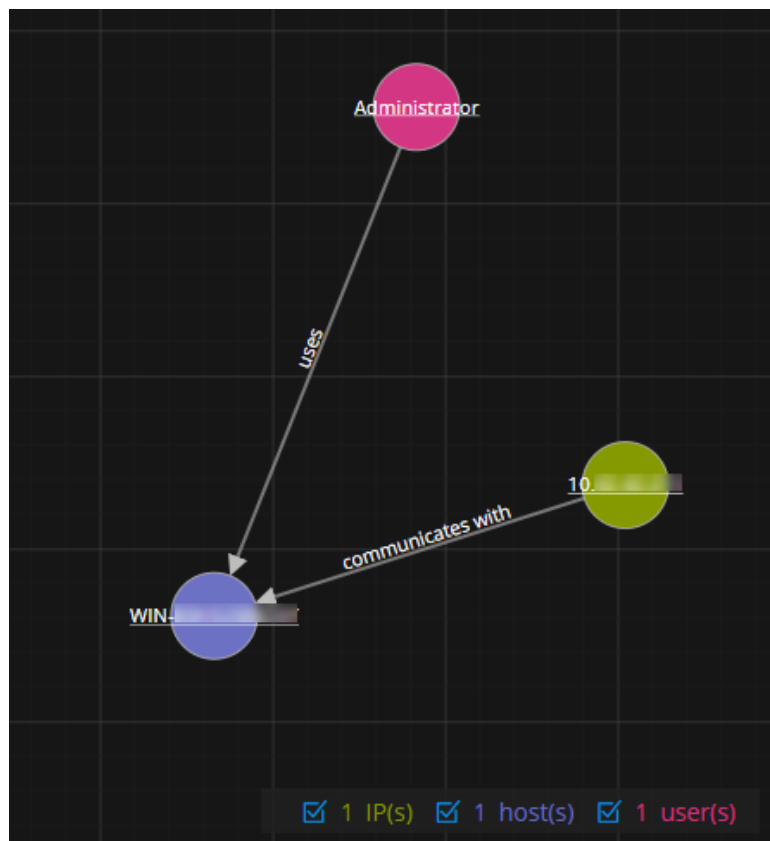 Administrator
uses
10.
communicates with
WIN-
1 IP(s) 1 host(s) 1 user(s)